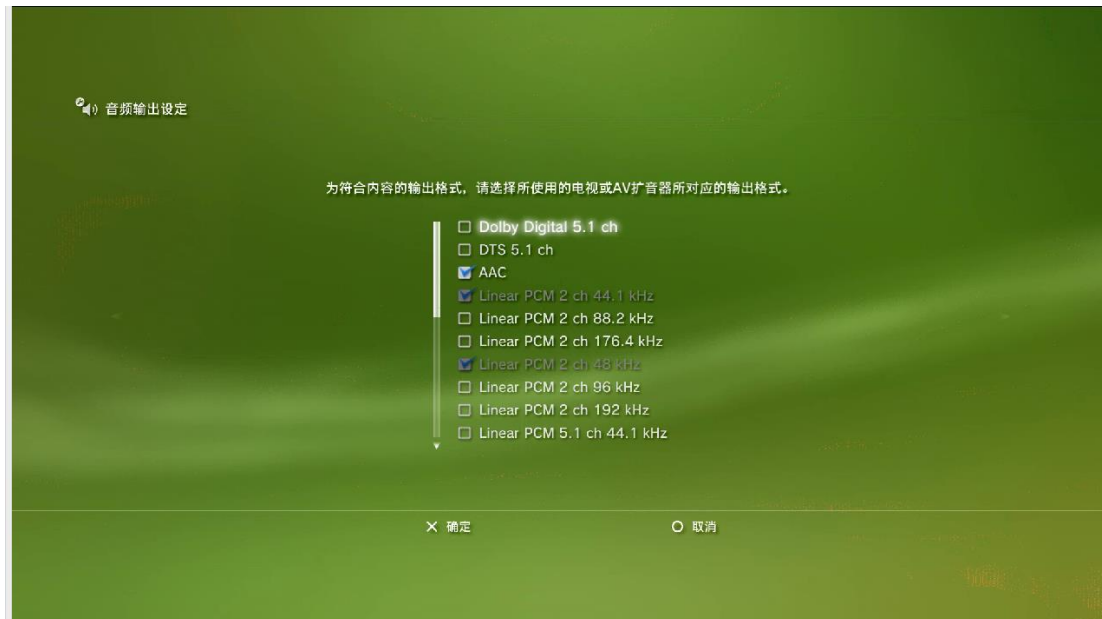 音频输出设定
为符合内容的输出格式，请选择所使用的电视或AV扩音器所对应的输出格式。
Dolby Digital 5.1 ch
DTS 5.1 ch
AAC
Linear PCM 2 ch 44.1 kHz
Linear PCM 2 ch 88.2 kHz
Linear PCM 2 ch 176.4 kHz
Linear PCM 2 ch 48 kHz
Linear PCM 2 ch 96 kHz
Linear PCM 2 ch 192 kHz
Linear PCM 5.1 ch 44.1 kHz
确定 取消